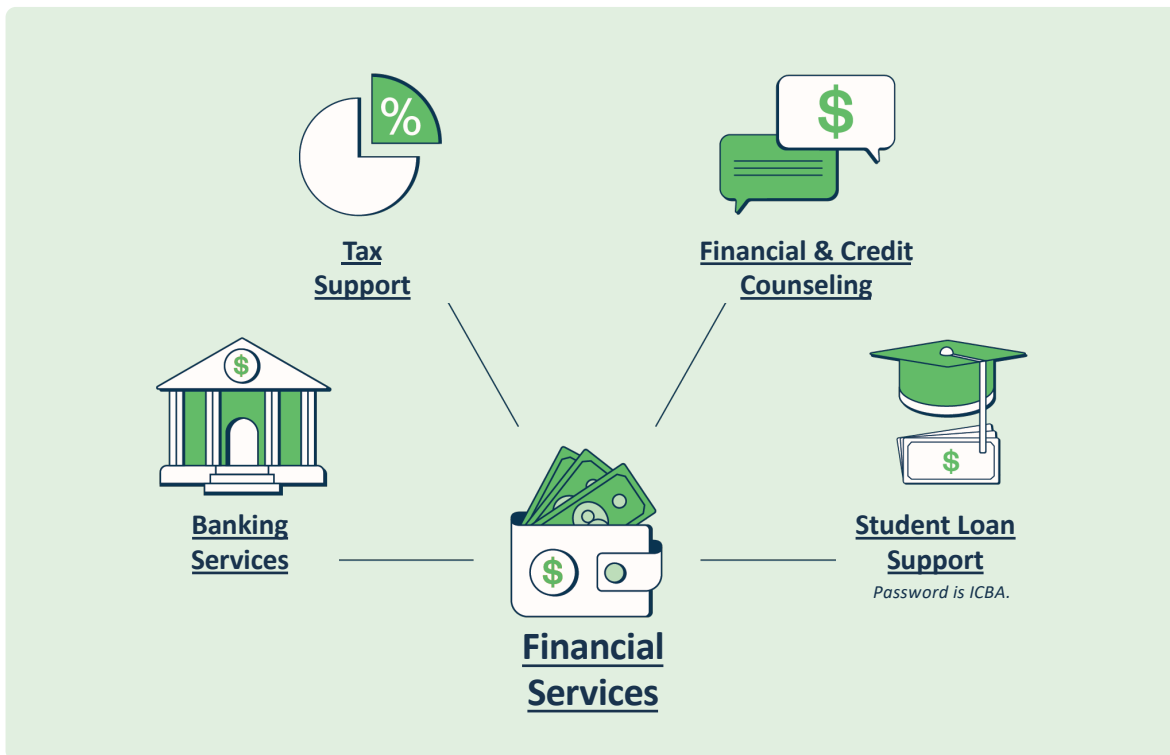 %
$
Tax
Support
Financial & Credit
Counseling
$
$
Banking
Services
Student Loan
Support
Password is ICBA.
$
Financial
Services